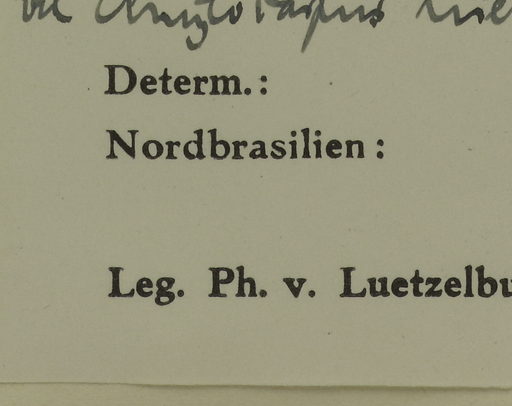 Determ.:
Nordbrasilien:
Leg. Ph. v. Luetzelbu